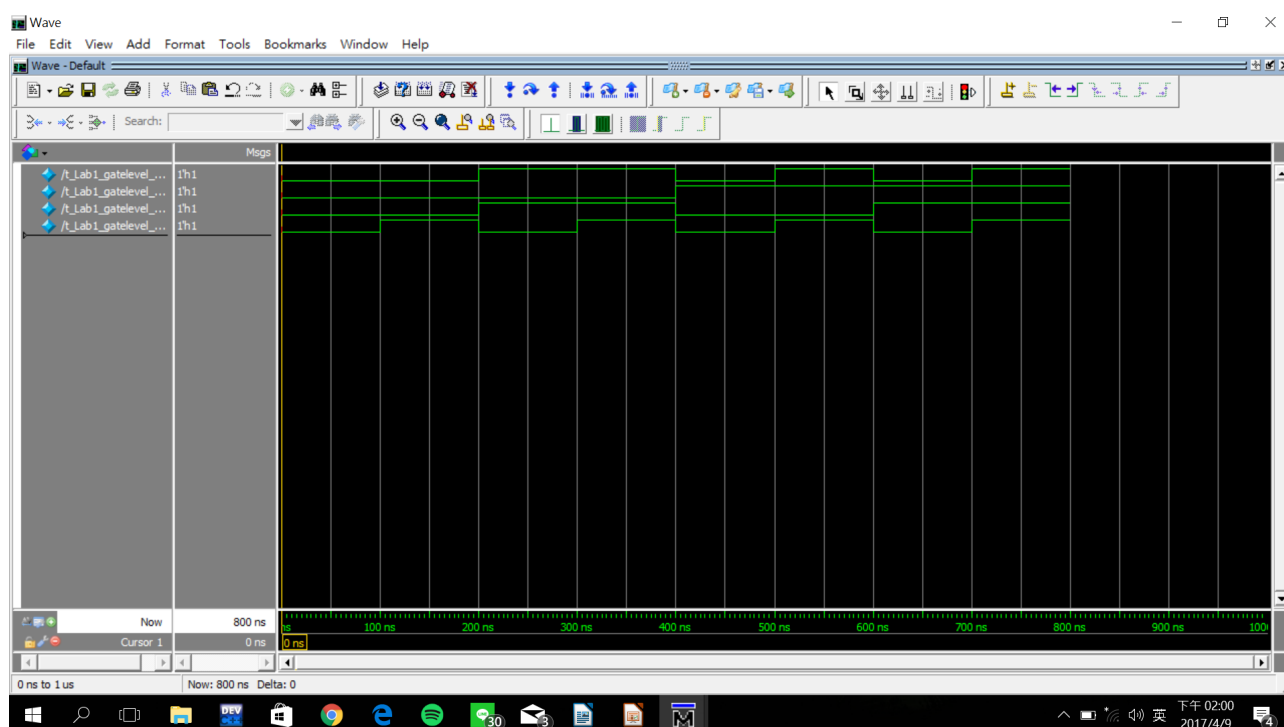 Wave
File Edit View Add Format Tools Bookmarks Window Help
Wave - Default
Search:
Msgs
/t_Lab1_gatelevel_... 1'h1
/t_Lab1_gatelevel_... 1'h1
/t_Lab1_gatelevel_... 1'h1
/t_Lab1_gatelevel_... 1'h1
Now 800 ns
ns 100 ns 200 ns 300 ns 400 ns 500 ns 600 ns 700 ns 800 ns 900 ns 100
Cursor 1 0 ns 0 ns
0 ns to 1 us Now: 800 ns Delta: 0
DEV 30 3 M 英 下午 02:00
2017/4/9 4